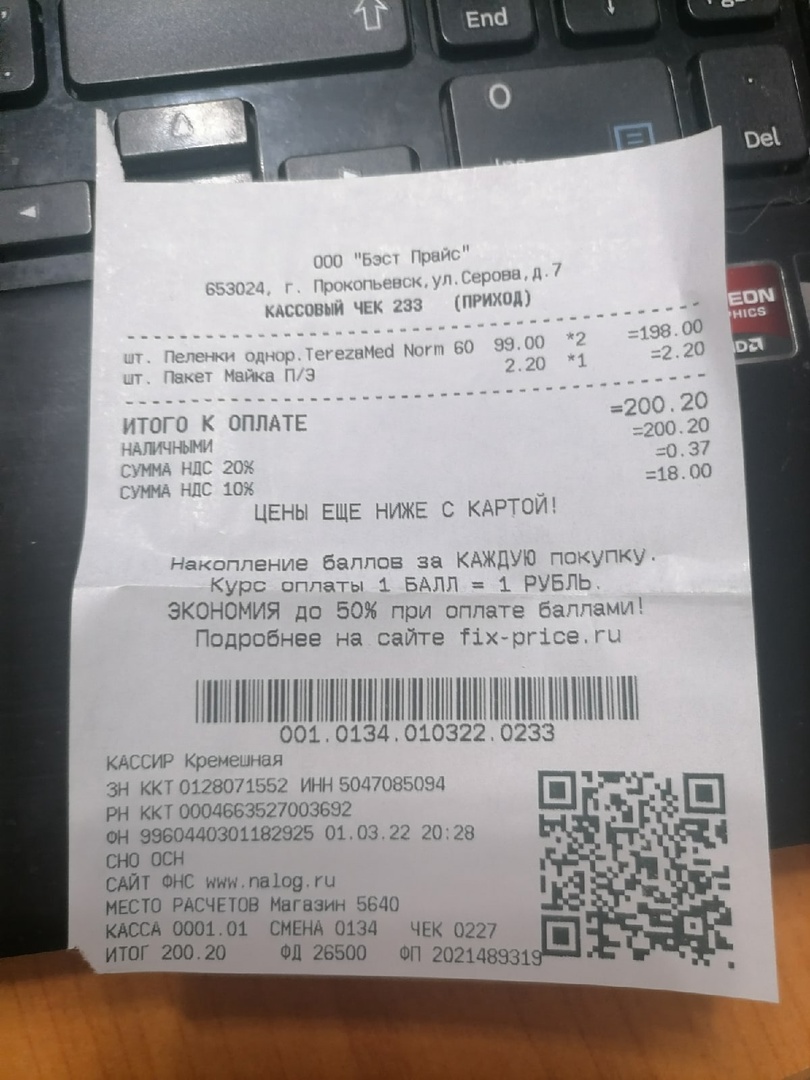 End
O
Del
ООО "Бэст Прайс"
653024, г. Прокопьевск,ул.Серова,д.7
КАССОВЫЙ ЧЕК 233 (ПРИХОД)
шт. Пеленки однор.TerezaMed Norm 60 99.00 *2 =198.00
шт. Пакет Майка П/Э 2.20 *1 =2.20
ИТОГО К ОПЛАТЕ =200.20
НАЛИЧНЫМИ =200.20
СУММА НДС 20% =0.37
СУММА НДС 10% =18.00
ЦЕНЫ ЕЩЕ НИЖЕ С КАРТОЙ!
Накопление баллов за КАЖДУЮ покупку.
Курс оплаты 1 БАЛЛ = 1 РУБЛЬ.
ЭКОНОМИЯ до 50% при оплате баллами!
Подробнее на сайте fix-price.ru
001.0134.010322.0233
КАССИР Кремешная
ЗН ККТ 0128071552 ИНН 5047085094
РН ККТ 0004663527003692
ФН 9960440301182925 01.03.22 20:28
СНО ОСН
САЙТ ФНС www.nalog.ru
МЕСТО РАСЧЕТОВ Магазин 5640
КАССА 0001.01 СМЕНА 0134 ЧЕК 0227
ИТОГ 200.20 ФД 26500 ФП 2021489319